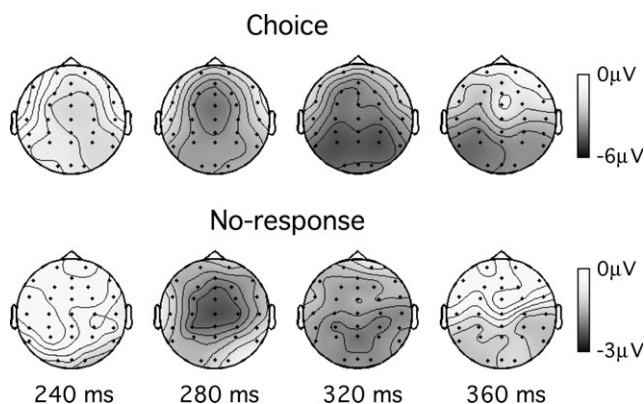 Choice
0μV
-6μV
No-response
0μV
-3μV
240 ms 280 ms 320 ms 360 ms